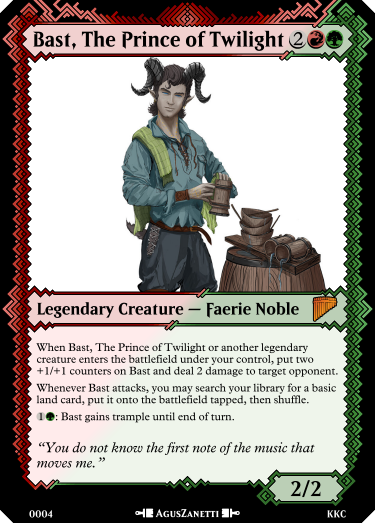 Bast, The Prince of Twilight 2
Legendary Creature — Faerie Noble
When Bast, The Prince of Twilight or another legendary
creature enters the battlefield under your control, put two
+1/+1 counters on Bast and deal 2 damage to target opponent.
Whenever Bast attacks, you may search your library for a basic
land card, put it onto the battlefield tapped, then shuffle.
1: Bast gains trample until end of turn.
“You do not know the first note of the music that
moves me.”
2/2
0004 AgusZanetti KKC